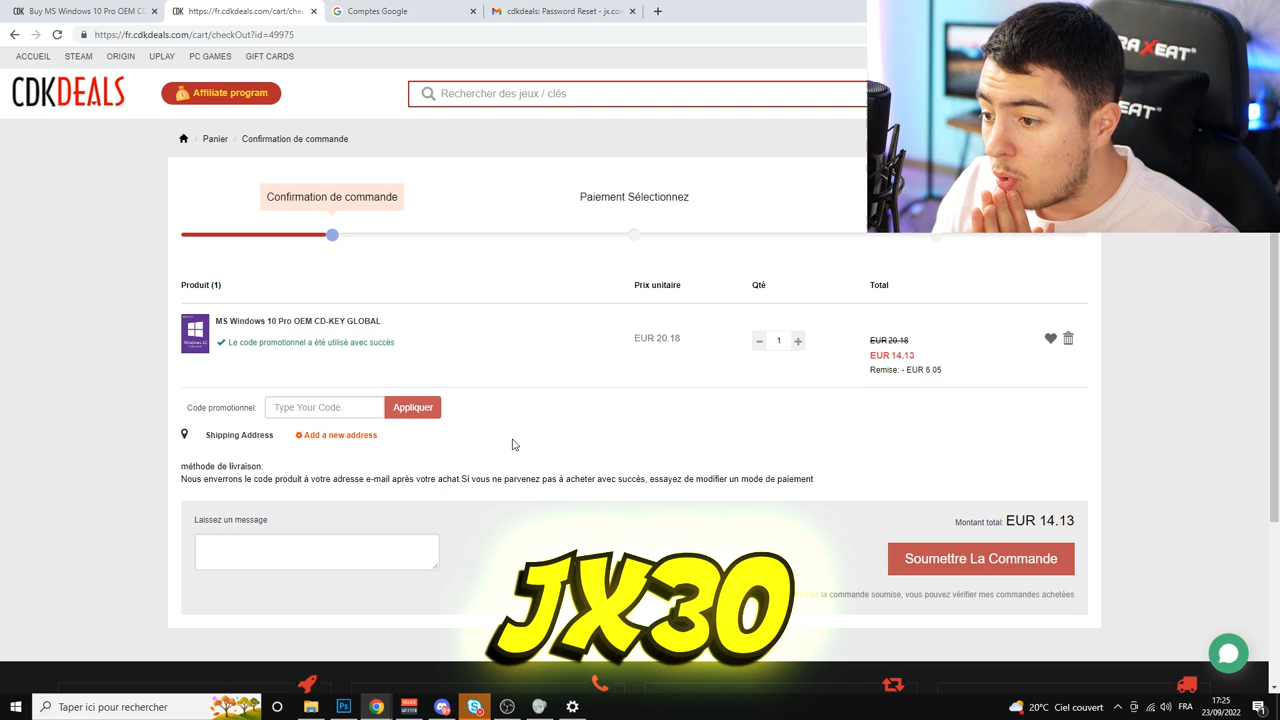 Buy MS Windows 10 Pro OEM CD
https://fr.cdkdeals.com/cart/chec
Comptes Google
cdkdeals: Password Reset - jx.com
https://fr.cdkdeals.com/cart/checkOut?id=49975
ACCUEIL STEAM ORIGIN UPLAY PC GAMES GIFT CARDS
CDKDEALS
Affiliate program
Rechercher des jeux / clés
Panier / Confirmation de commande
Confirmation de commande
Paiement Sélectionnez
Produit (1) Prix unitaire Qté Total
MS Windows 10 Pro OEM CD-KEY GLOBAL
Le code promotionnel a été utilisé avec succès
EUR 20.18
1
EUR 20.18
EUR 14.13
Remise: - EUR 6.05
Code promotionnel: Type Your Code. Appliquer
Shipping Address Add a new address
méthode de livraison:
Nous enverrons le code produit à votre adresse e-mail après votre achat.Si vous ne parvenez pas à acheter avec succès, essayez de modifier un mode de paiement
Laissez un message
Montant total: EUR 14.13
Soumettre La Commande
la commande soumise, vous pouvez vérifier mes commandes achetées
JX30
Taper ici pour rechercher
20°C Ciel couvert
FRA
17:25
23/09/2022